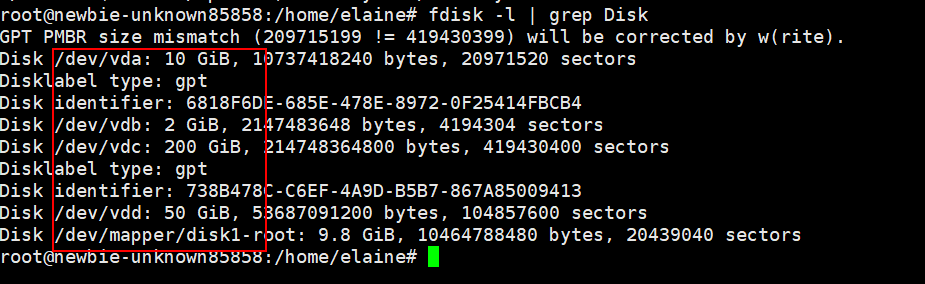 root@newbie-unknown85858:/home/elaine# fdisk -l | grep Disk
GPT PMBR size mismatch (209715199 != 419430399) will be corrected by w(rite).
Disk /dev/vda: 10 GiB, 10737418240 bytes, 20971520 sectors
Disklabel type: gpt
Disk identifier: 6818F6DE-685E-478E-8972-0F25414FBCB4
Disk /dev/vdb: 2 GiB, 2147483648 bytes, 4194304 sectors
Disk /dev/vdc: 200 GiB, 214748364800 bytes, 419430400 sectors
Disklabel type: gpt
Disk identifier: 738B478C-C6EF-4A9D-B5B7-867A85009413
Disk /dev/vdd: 50 GiB, 53687091200 bytes, 104857600 sectors
Disk /dev/mapper/disk1-root: 9.8 GiB, 10464788480 bytes, 20439040 sectors
root@newbie-unknown85858:/home/elaine#